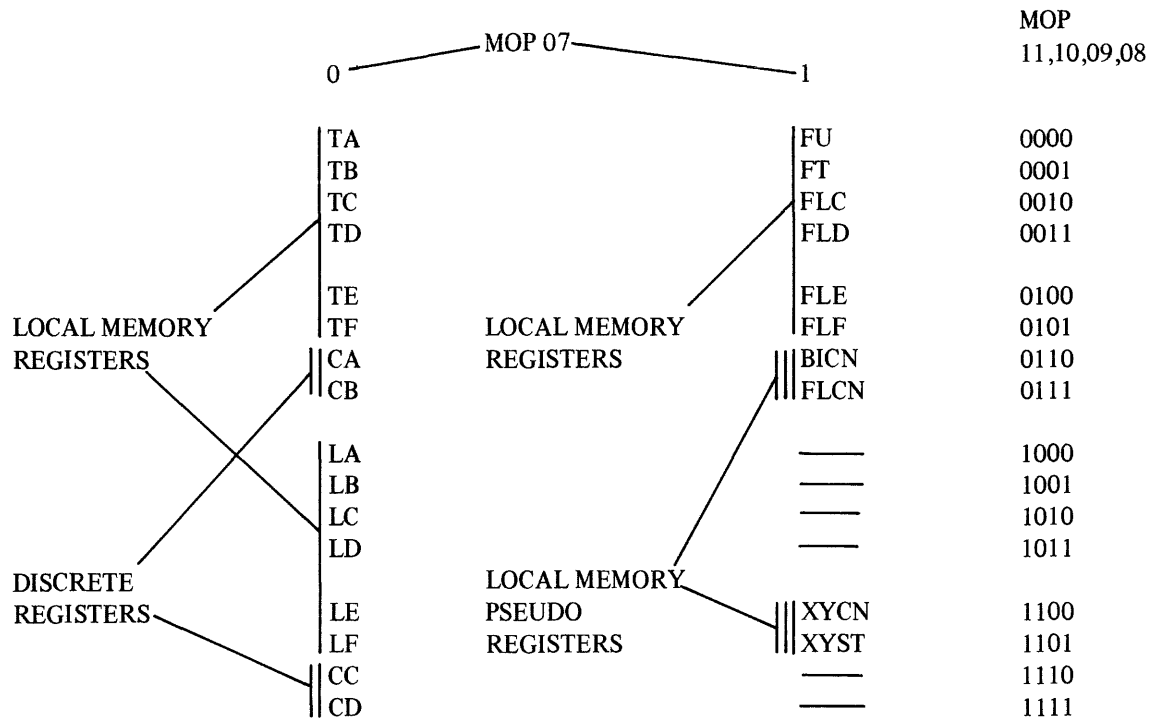 MOP
MOP 07
11,10,09,08
0 1
TA FU 0000
TB FT 0001
TC FLC 0010
TD FLD 0011
TE FLE 0100
LOCAL MEMORY TF LOCAL MEMORY FLF 0101
REGISTERS CA REGISTERS BICN 0110
CB FLCN 0111
LA 1000
LB 1001
LC 1010
LD 1011
DISCRETE LOCAL MEMORY
REGISTERS LE PSEUDO XYCN 1100
LF REGISTERS XYST 1101
CC 1110
CD 1111